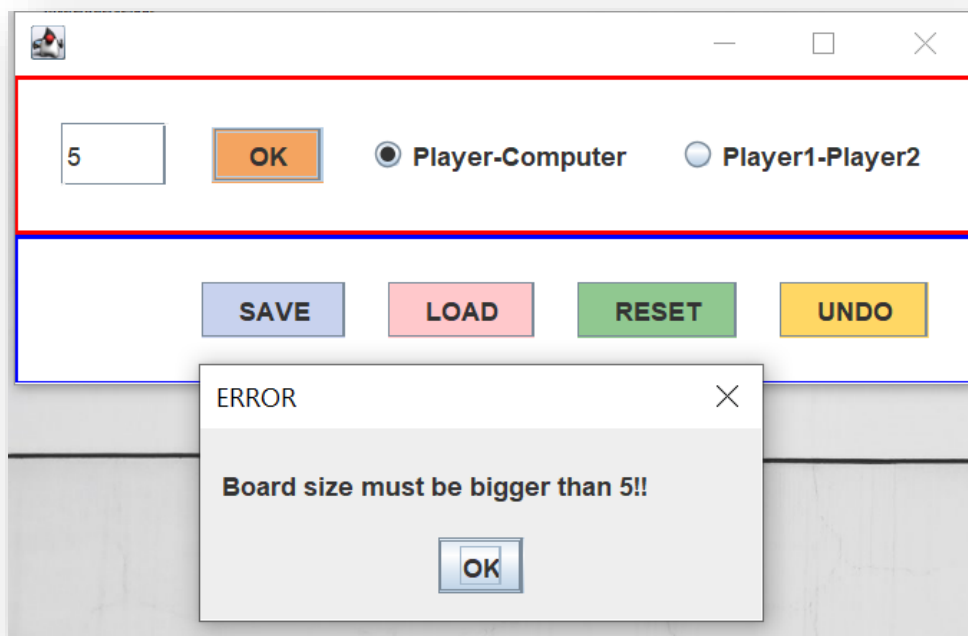 5 OK Player-Computer Player1-Player2
SAVE LOAD RESET UNDO
ERROR
Board size must be bigger than 5!!
OK